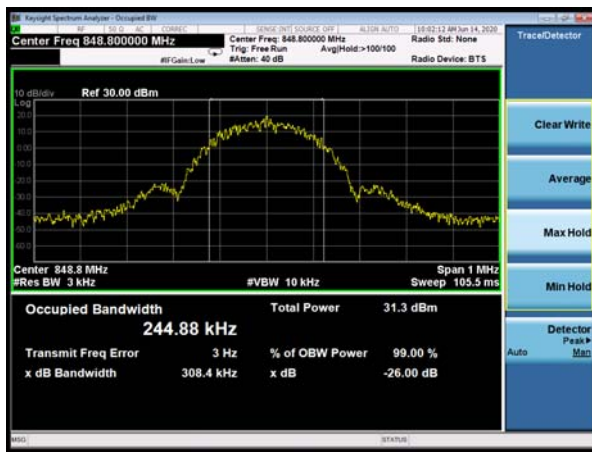 Keysight Spectrum Analyzer - Occupied BW
RF 50 Ω AC CORREC SENSE:INT SOURCE OFF ALIGN AUTO 10:02:12 AM Jun 14, 2020
Center Freq 848.800000 MHz Center Freq: 848.800000 MHz Radio Std: None
Trig: Free Run Avg|Hold:>100/100
#IFGain:Low #Atten: 40 dB Radio Device: BTS
Trace/Detector
10 dB/div Ref 30.00 dBm
Log
20.0
Clear Write
Average
Max Hold
Min Hold
Center 848.8 MHz Span 1 MHz
#Res BW 3 kHz #VBW 10 kHz Sweep 105.5 ms
Occupied Bandwidth Total Power 31.3 dBm
244.88 kHz
Transmit Freq Error 3 Hz % of OBW Power 99.00 %
x dB Bandwidth 308.4 kHz x dB -26.00 dB
Detector
Peak▶
Auto Man
MSG STATUS